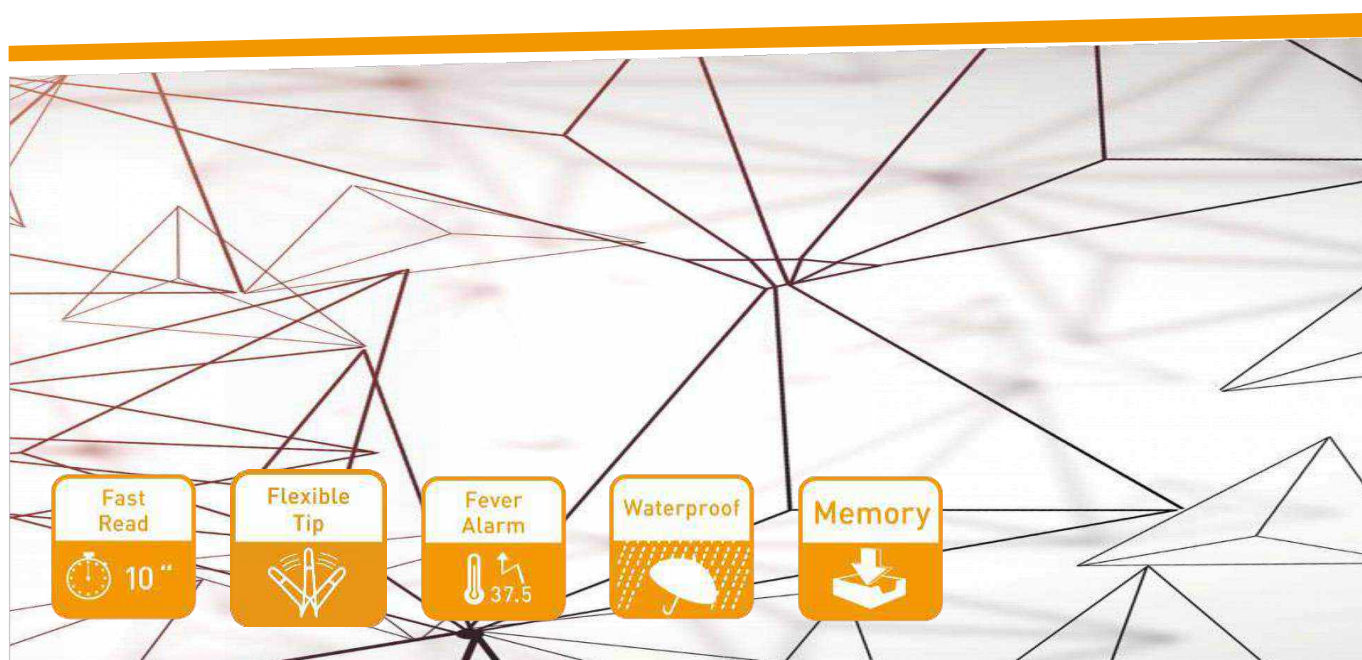 Fast
Read
10 “
Flexible
Tip
Fever
Alarm
37.5
Waterproof
Memory